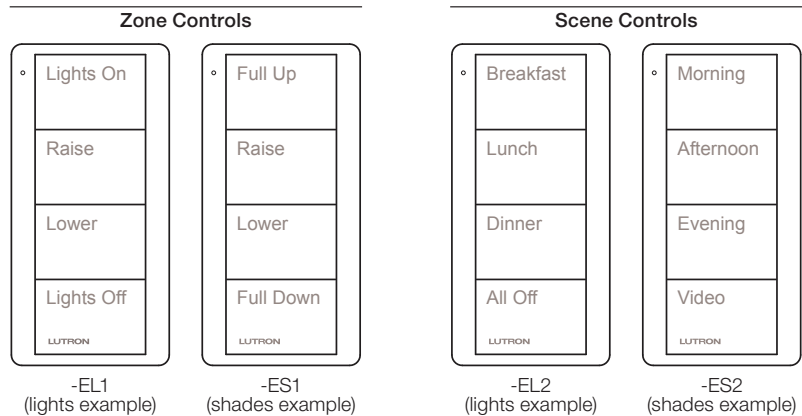 Zone Controls
Lights On
Raise
Lower
Lights Off
LUTRON
-EL1
(lights example)
Full Up
Raise
Lower
Full Down
LUTRON
-ES1
(shades example)
Scene Controls
Breakfast
Lunch
Dinner
All Off
LUTRON
-EL2
(lights example)
Morning
Afternoon
Evening
Video
LUTRON
-ES2
(shades example)